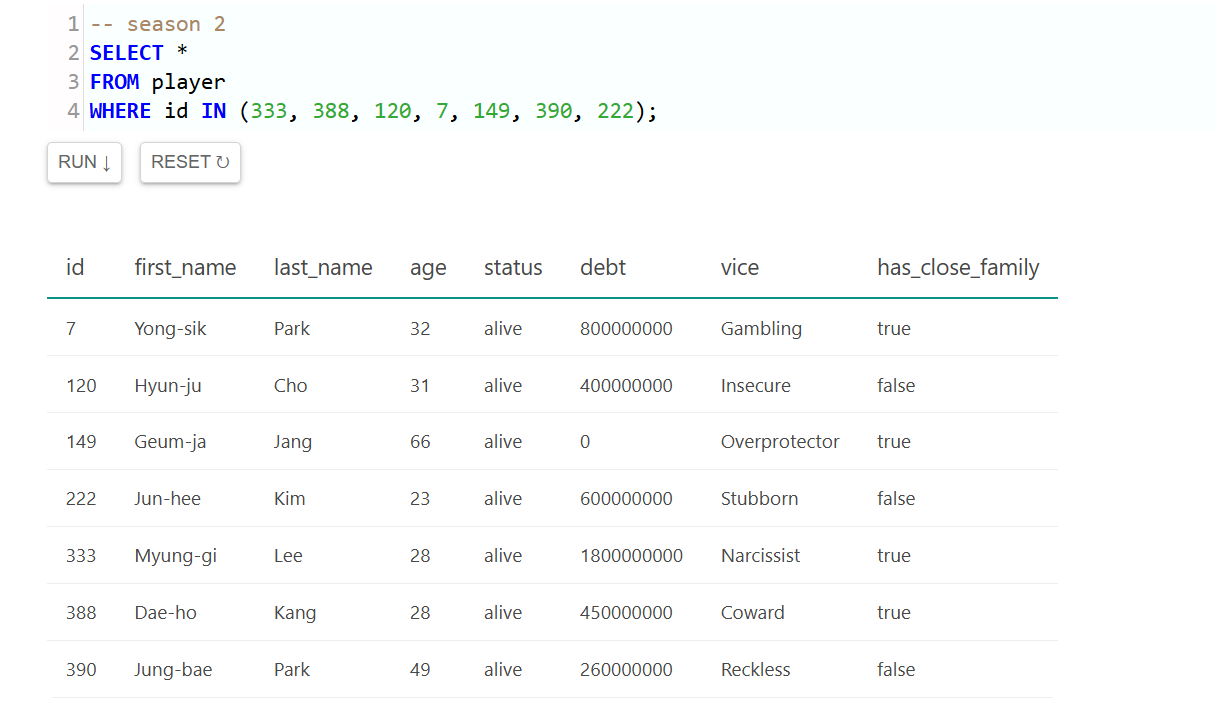 1 -- season 2
2 SELECT *
3 FROM player
4 WHERE id IN (333, 388, 120, 7, 149, 390, 222);
RUN ↓ RESET ↻
id first_name last_name age status debt vice has_close_family
7 Yong-sik Park 32 alive 800000000 Gambling true
120 Hyun-ju Cho 31 alive 400000000 Insecure false
149 Geum-ja Jang 66 alive 0 Overprotector true
222 Jun-hee Kim 23 alive 600000000 Stubborn false
333 Myung-gi Lee 28 alive 1800000000 Narcissist true
388 Dae-ho Kang 28 alive 450000000 Coward true
390 Jung-bae Park 49 alive 260000000 Reckless false